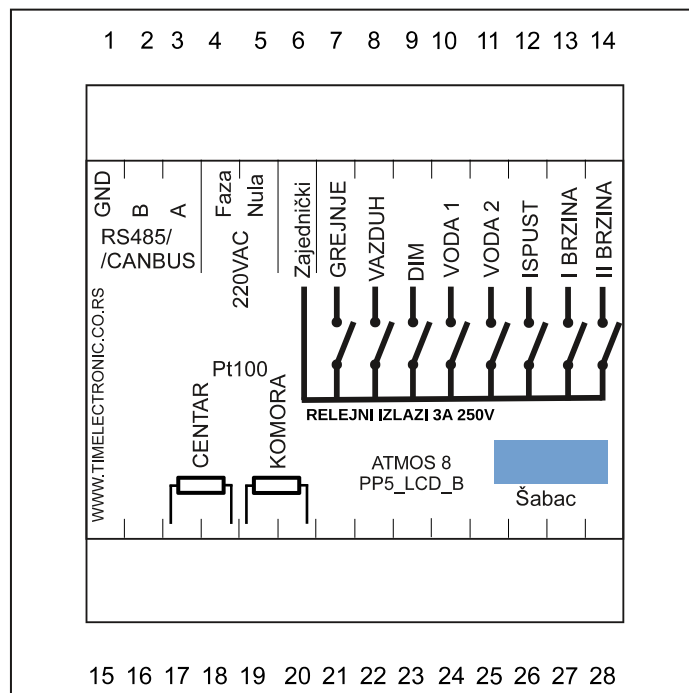 1 2 3 4 5 6 7 8 9 10 11 12 13 14
GND
B
A
Faza
Nula
Zajednički
GREJNJE
VAZDUH
DIM
VODA 1
VODA 2
ISPUST
I BRZINA
II BRZINA
RS485/
/CANBUS
220VAC
WWW.TIMELECTRONIC.CO.RS
Pt100
CENTAR
KOMORA
RELEJNI IZLAZI 3A 250V
ATMOS 8
PP5_LCD_B
Šabac
15 16 17 18 19 20 21 22 23 24 25 26 27 28